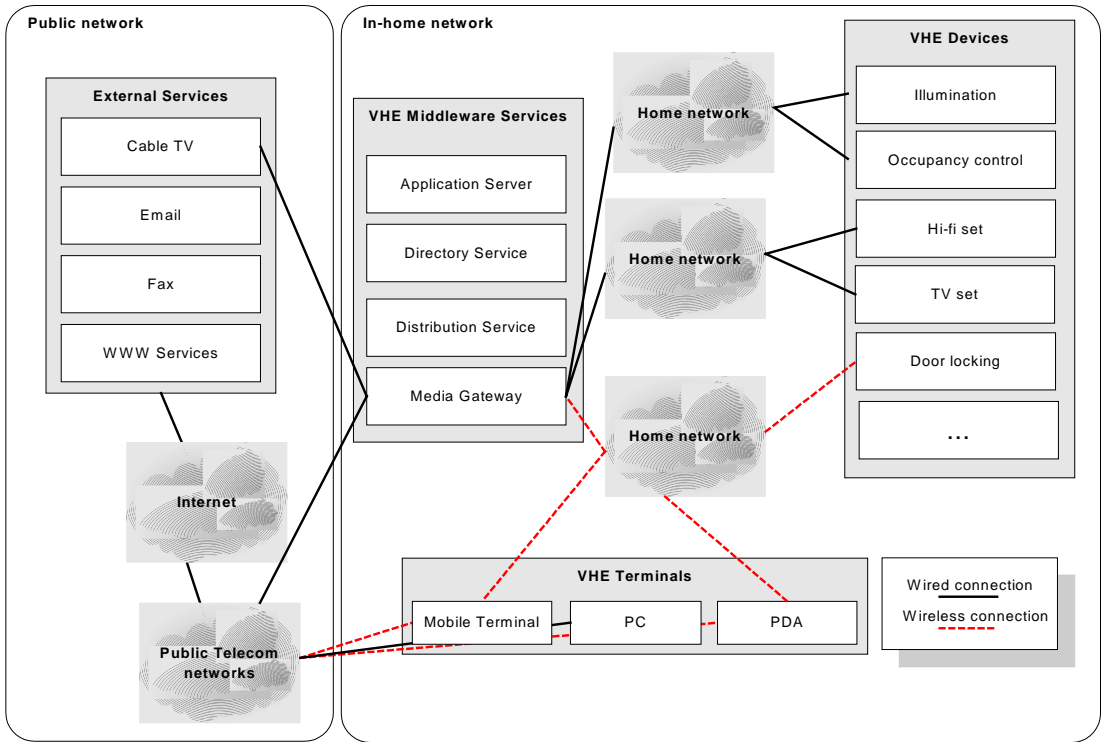 Public network
External Services
Cable TV
Email
Fax
WWW Services
Internet
Public Telecom
networks
In-home network
VHE Middleware Services
Application Server
Directory Service
Distribution Service
Media Gateway
Home network
Home network
Home network
VHE Devices
Illumination
Occupancy control
Hi-fi set
TV set
Door locking
...
VHE Terminals
Mobile Terminal
PC
PDA
Wired connection
Wireless connection